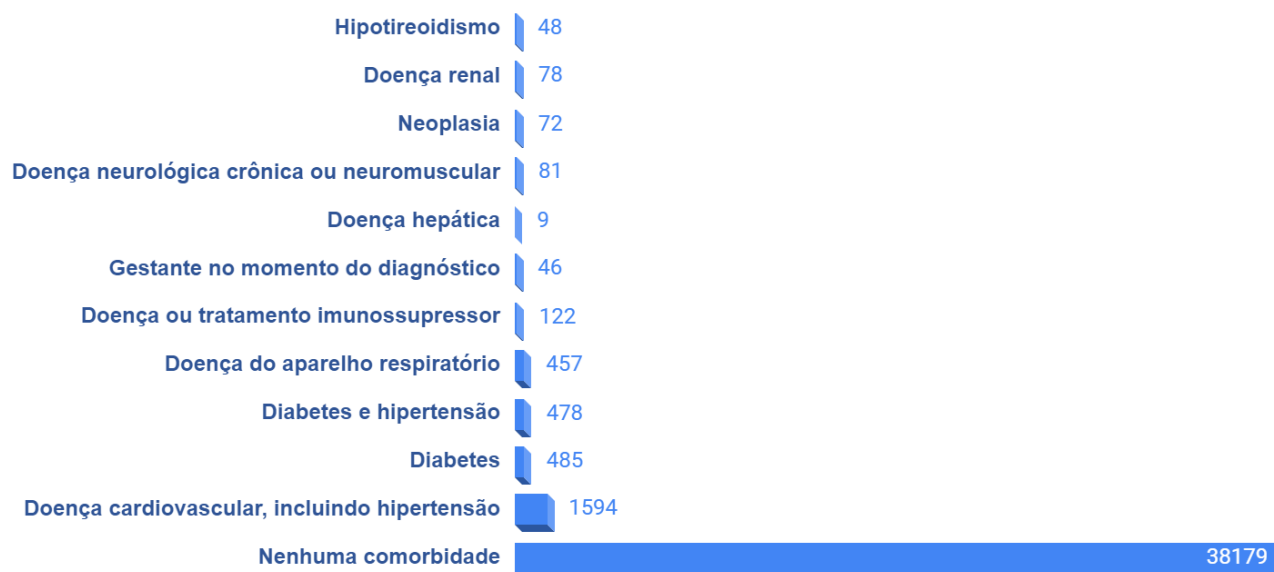 Hipotireoidismo 48
Doença renal 78
Neoplasia 72
Doença neurológica crônica ou neuromuscular 81
Doença hepática 9
Gestante no momento do diagnóstico 46
Doença ou tratamento imunossupressor 122
Doença do aparelho respiratório 457
Diabetes e hipertensão 478
Diabetes 485
Doença cardiovascular, incluindo hipertensão 1594
Nenhuma comorbidade 38179